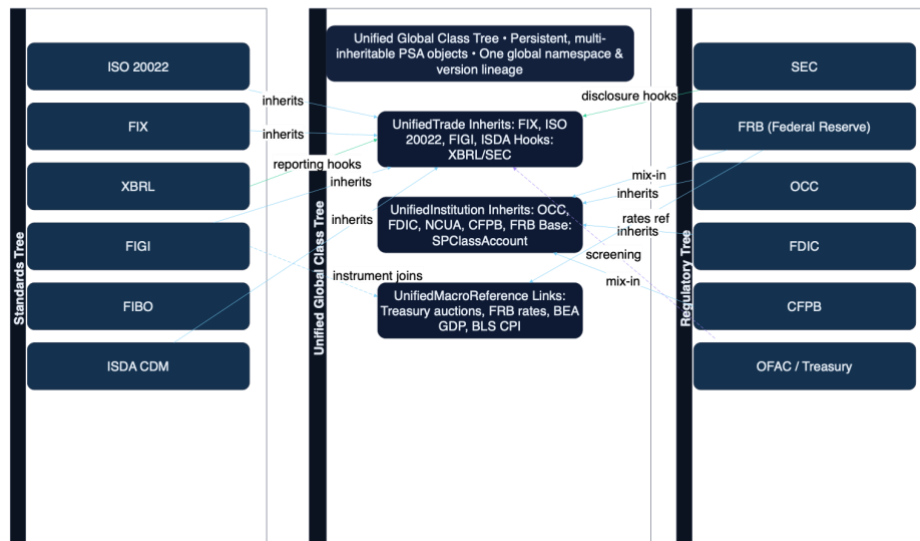 Standards Tree
ISO 20022
FIX
XBRL
FIGI
FIBO
ISDA CDM
inherits
inherits
reporting hooks
inherits
inherits
instrument joins
Unified Global Class Tree
Unified Global Class Tree • Persistent, multi-
inheritable PSA objects • One global namespace &
version lineage
UnifiedTrade Inherits: FIX, ISO
20022, FIGI, ISDA Hooks:
XBRL/SEC
UnifiedInstitution Inherits: OCC,
FDIC, NCUA, CFPB, FRB Base:
SPClassAccount
UnifiedMacroReference Links:
Treasury auctions, FRB rates, BEA
GDP, BLS CPI
disclosure hooks
mix-in
inherits
rates ref
inherits
screening
mix-in
Regulatory Tree
SEC
FRB (Federal Reserve)
OCC
FDIC
CFPB
OFAC / Treasury